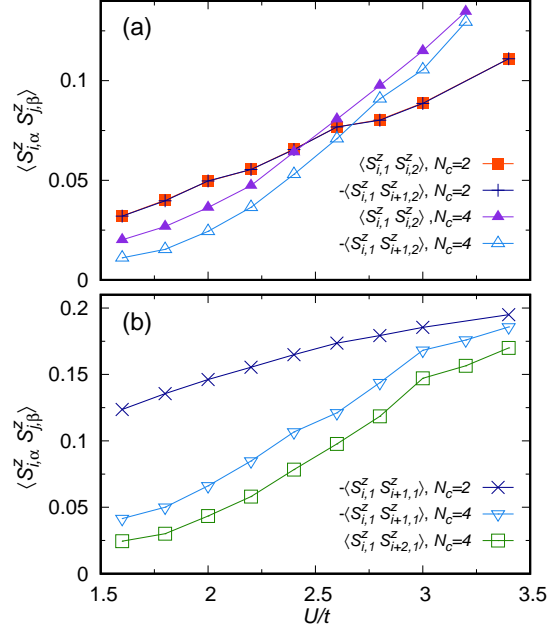 (a)
0.1
0.05
0
⟨S^z_{i,α} S^z_{j,β}⟩
⟨S^z_{i,1} S^z_{i,2}⟩, N_c=2
-⟨S^z_{i,1} S^z_{i+1,2}⟩, N_c=2
⟨S^z_{i,1} S^z_{i,2}⟩, N_c=4
-⟨S^z_{i,1} S^z_{i+1,2}⟩, N_c=4
(b)
0.2
0.15
0.1
0.05
0
⟨S^z_{i,α} S^z_{j,β}⟩
-⟨S^z_{i,1} S^z_{i+1,1}⟩, N_c=2
-⟨S^z_{i,1} S^z_{i+1,1}⟩, N_c=4
⟨S^z_{i,1} S^z_{i+2,1}⟩, N_c=4
1.5 2 2.5 3 3.5
U/t